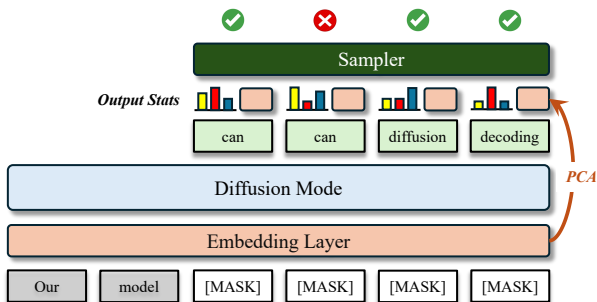 Sampler
Output Stats
can can diffusion decoding
Diffusion Mode
PCA
Embedding Layer
Our model [MASK] [MASK] [MASK] [MASK]